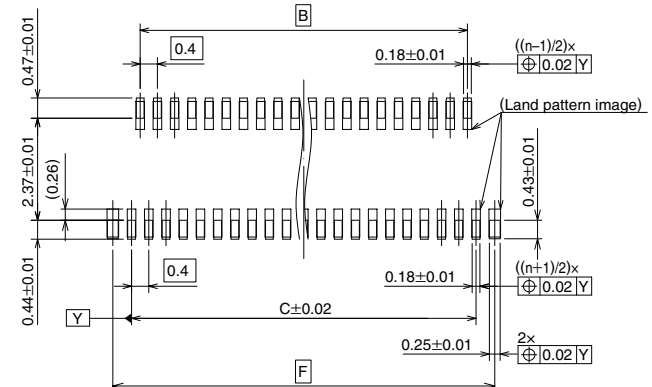 B
0.4
0.18±0.01
((n–1)/2)×
⌖ 0.02 Y
0.47±0.01
(Land pattern image)
2.37±0.01
(0.26)
0.43±0.01
0.44±0.01
0.4
0.18±0.01
((n+1)/2)×
⌖ 0.02 Y
Y
C±0.02
0.25±0.01
2×
⌖ 0.02 Y
F